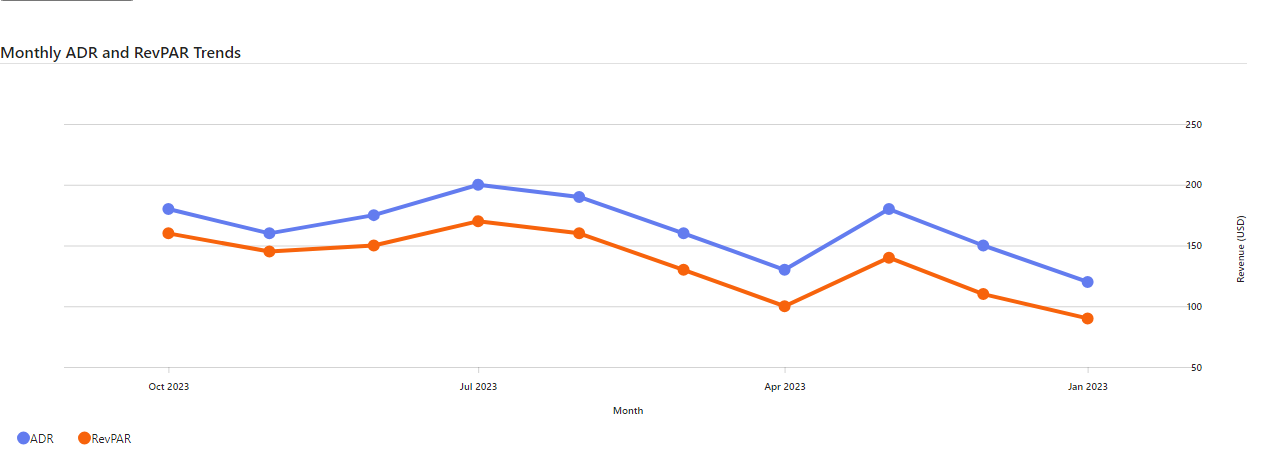 Monthly ADR and RevPAR Trends
250
200
150
100
50
Revenue (USD)
Oct 2023 Jul 2023 Apr 2023 Jan 2023
Month
ADR RevPAR